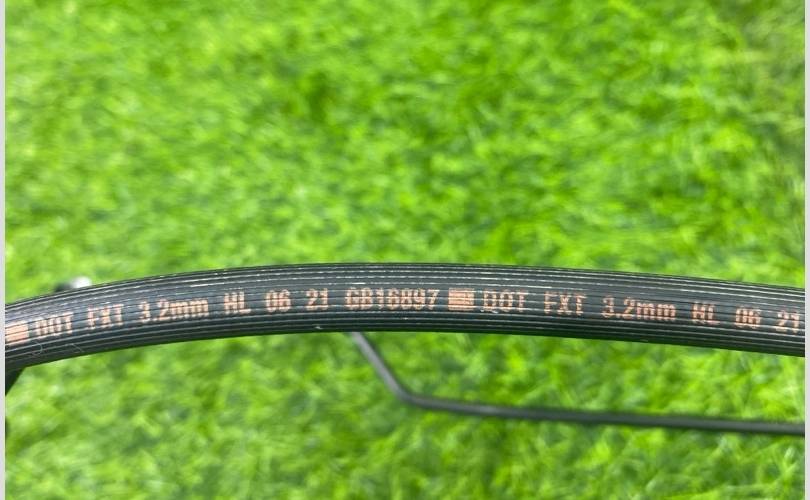 DOT FXT 3.2mm HL 06 21 GB16897 DOT FXT 3.2mm HL 06 21